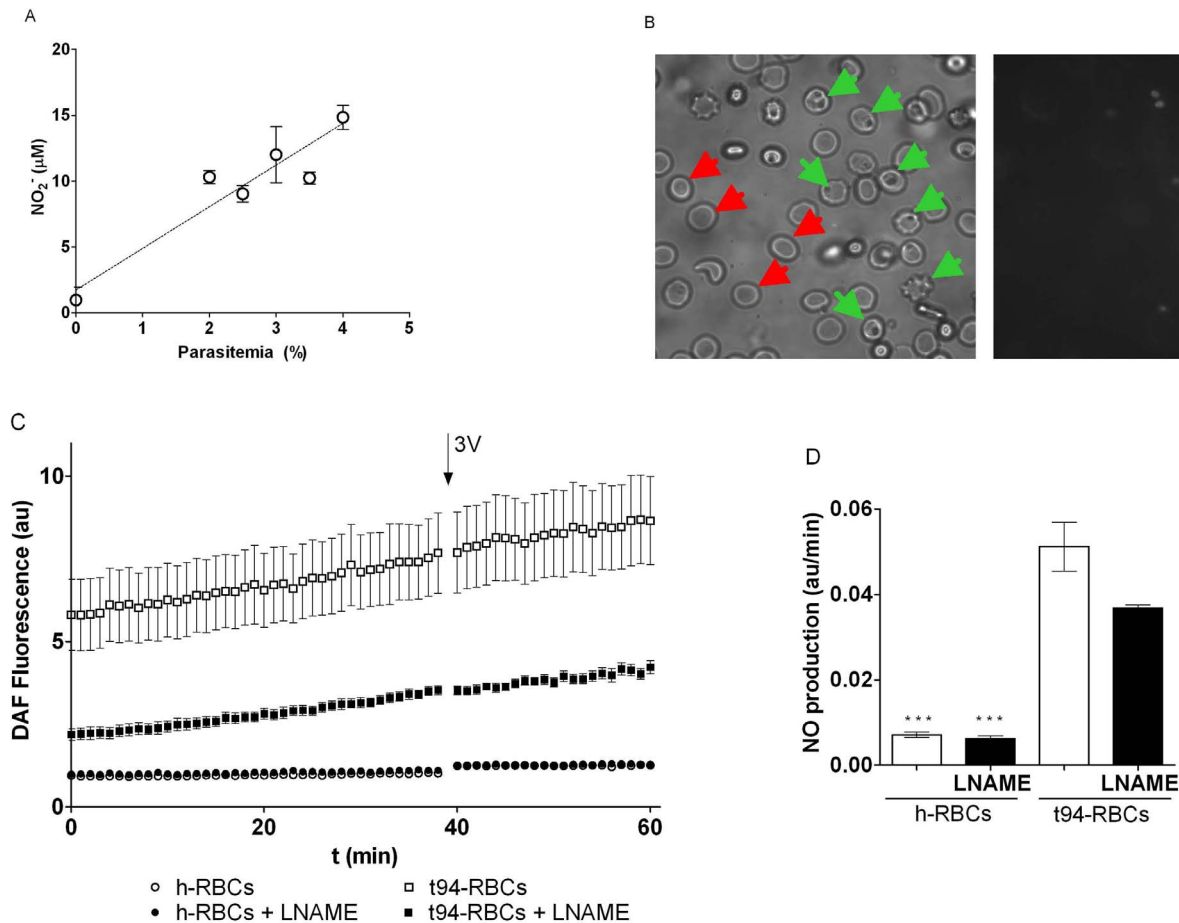 A
NO₂⁻ (μM)
20
15
10
5
0
0 1 2 3 4 5
Parasitemia (%)
B
C
3V
DAF Fluorescence (au)
10
5
0
0 20 40 60
t (min)
h-RBCs
t94-RBCs
h-RBCs + LNAME
t94-RBCs + LNAME
D
NO production (au/min)
0.06
0.04
0.02
0.00
*** ***
LNAME LNAME
h-RBCs t94-RBCs